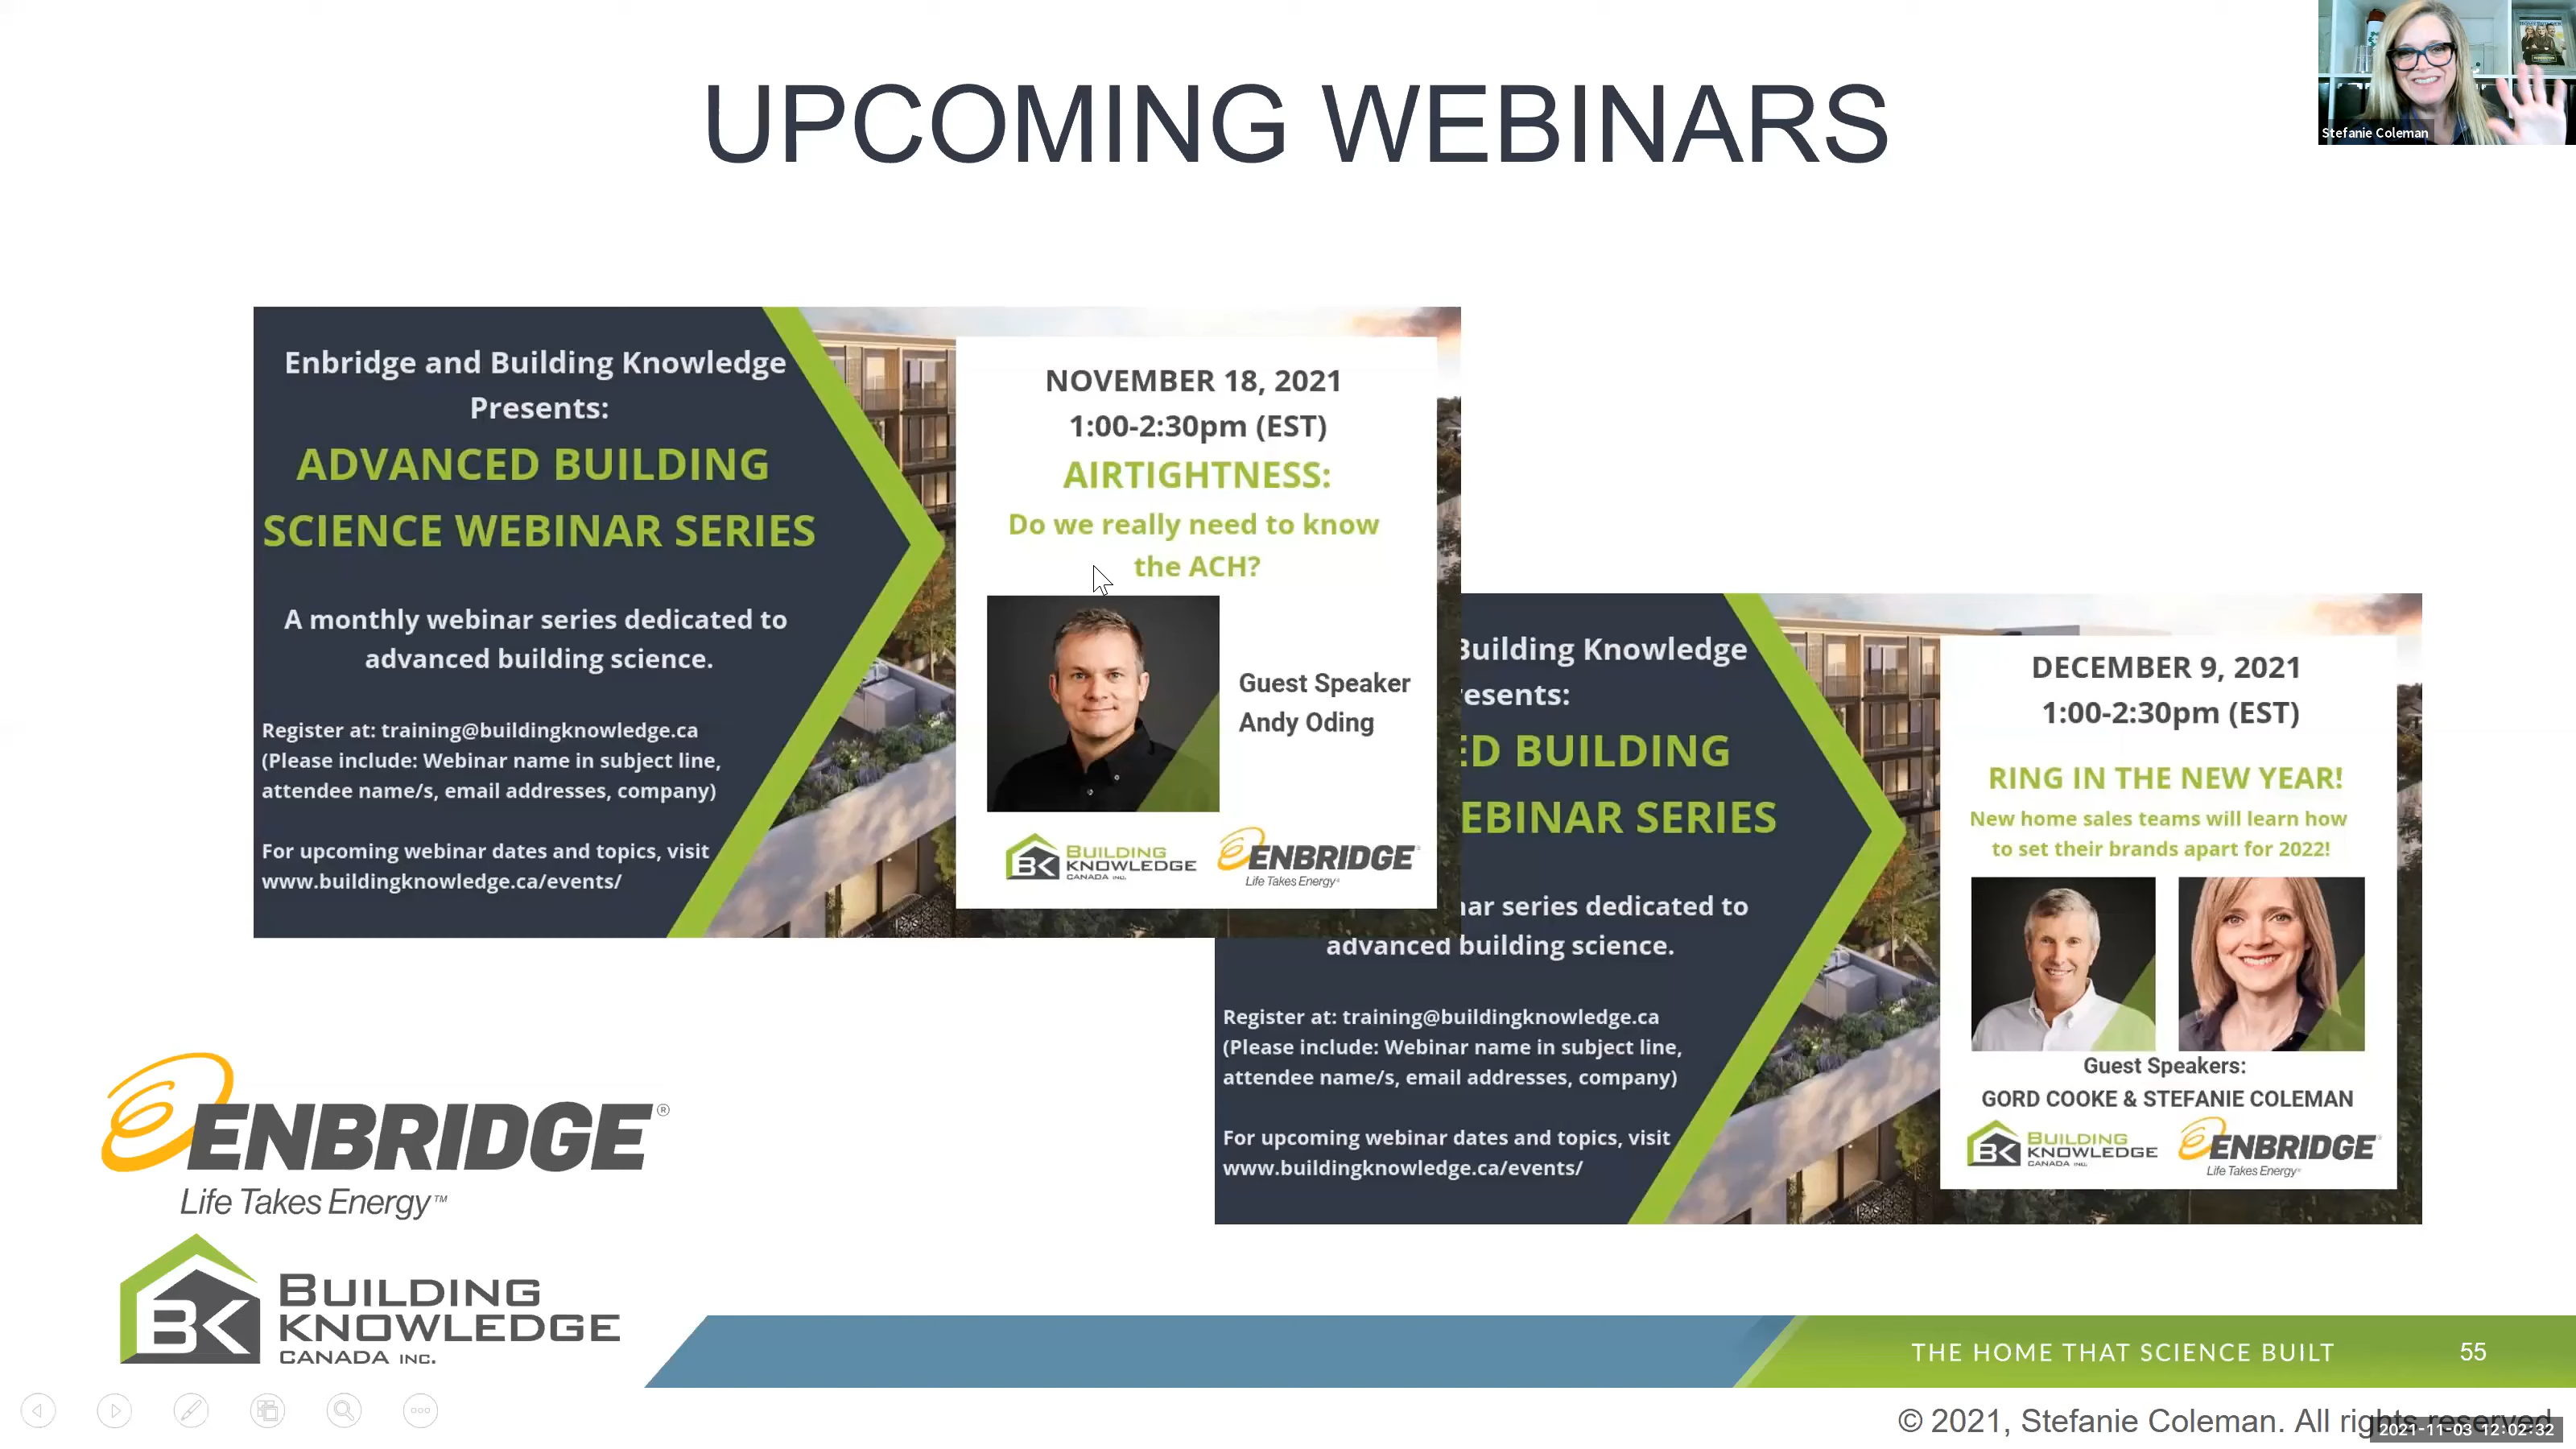 UPCOMING WEBINARS
Stefanie Coleman
Enbridge and Building Knowledge
Presents:
ADVANCED BUILDING
SCIENCE WEBINAR SERIES
A monthly webinar series dedicated to
advanced building science.
Register at: training@buildingknowledge.ca
(Please include: Webinar name in subject line,
attendee name/s, email addresses, company)
For upcoming webinar dates and topics, visit
www.buildingknowledge.ca/events/
NOVEMBER 18, 2021
1:00-2:30pm (EST)
AIRTIGHTNESS:
Do we really need to know
the ACH?
Guest Speaker
Andy Oding
BK BUILDING
KNOWLEDGE
CANADA INC.
ENBRIDGE
Life Takes Energy
Building Knowledge
esents:
ED BUILDING
EBINAR SERIES
nar series dedicated to
advanced building science.
Register at: training@buildingknowledge.ca
(Please include: Webinar name in subject line,
attendee name/s, email addresses, company)
For upcoming webinar dates and topics, visit
www.buildingknowledge.ca/events/
DECEMBER 9, 2021
1:00-2:30pm (EST)
RING IN THE NEW YEAR!
New home sales teams will learn how
to set their brands apart for 2022!
Guest Speakers:
GORD COOKE & STEFANIE COLEMAN
BK BUILDING
KNOWLEDGE
CANADA INC.
ENBRIDGE
Life Takes Energy
ENBRIDGE®
Life Takes Energy™
BK BUILDING
KNOWLEDGE
CANADA INC.
THE HOME THAT SCIENCE BUILT 55
© 2021, Stefanie Coleman. All rights reserved
2021-11-03 12:02:32